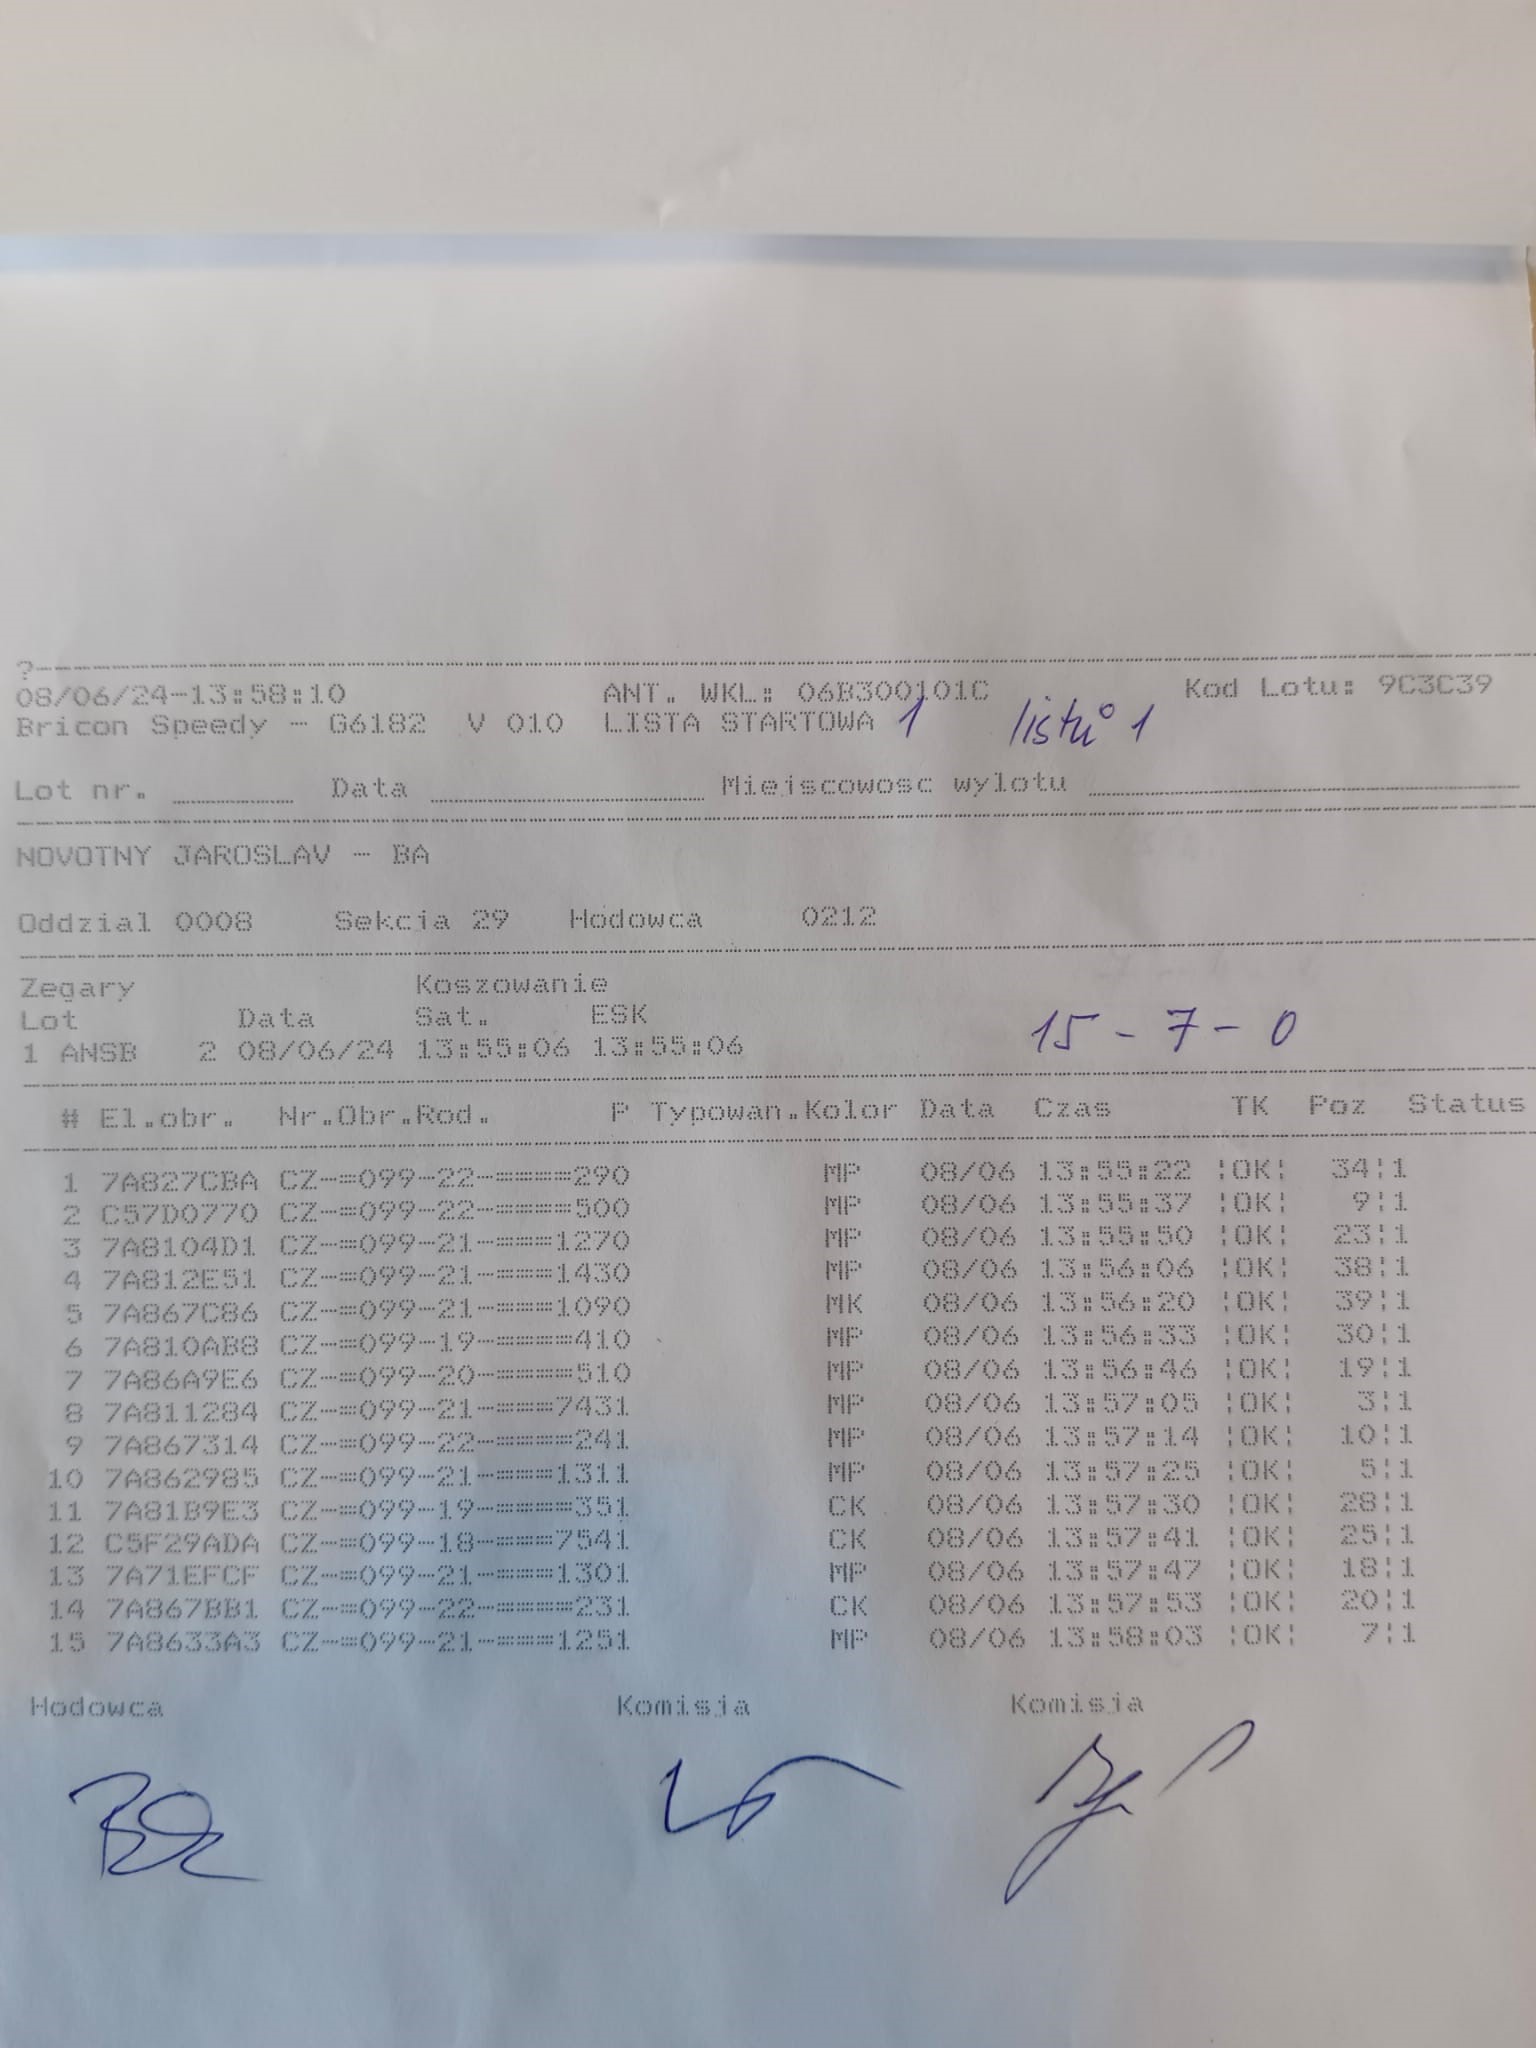 ?
08/06/24-13:58:10 ANT. WKL: 06B300101C Kod Lotu: 9C3C39
Bricon Speedy - G6182 V 010 LISTA STARTOWA 1 listů 1
Lot nr. Data Miejscowosc wylotu
NOVOTNY JAROSLAV - BA
Oddzial 0008 Sekcja 29 Hodowca 0212
Zegary Koszowanie
Lot Data Sat. ESK
1 ANSB 2 08/06/24 13:55:06 13:55:06 15 - 7 - 0
# El.obr. Nr.Obr.Rod. P Typowan.Kolor Data Czas TK Poz Status
1 7A827CBA CZ-=099-22-=====290 MP 08/06 13:55:22 ¦OK¦ 34¦1
2 C57D0770 CZ-=099-22-=====500 MP 08/06 13:55:37 ¦OK¦ 9¦1
3 7A8104D1 CZ-=099-21-====1270 MP 08/06 13:55:50 ¦OK¦ 23¦1
4 7A812E51 CZ-=099-21-====1430 MP 08/06 13:56:06 ¦OK¦ 38¦1
5 7A867C86 CZ-=099-21-====1090 MK 08/06 13:56:20 ¦OK¦ 39¦1
6 7A810AB8 CZ-=099-19-=====410 MP 08/06 13:56:33 ¦OK¦ 30¦1
7 7A86A9E6 CZ-=099-20-=====510 MP 08/06 13:56:46 ¦OK¦ 19¦1
8 7A811284 CZ-=099-21-====7431 MP 08/06 13:57:05 ¦OK¦ 3¦1
9 7A867314 CZ-=099-22-=====241 MP 08/06 13:57:14 ¦OK¦ 10¦1
10 7A862985 CZ-=099-21-====1311 MP 08/06 13:57:25 ¦OK¦ 5¦1
11 7A81B9E3 CZ-=099-19-=====351 CK 08/06 13:57:30 ¦OK¦ 28¦1
12 C5F29ADA CZ-=099-18-====7541 CK 08/06 13:57:41 ¦OK¦ 25¦1
13 7A71EFCF CZ-=099-21-====1301 MP 08/06 13:57:47 ¦OK¦ 18¦1
14 7A867BB1 CZ-=099-22-=====231 CK 08/06 13:57:53 ¦OK¦ 20¦1
15 7A8633A3 CZ-=099-21-====1251 MP 08/06 13:58:03 ¦OK¦ 7¦1
Hodowca Komisja Komisja